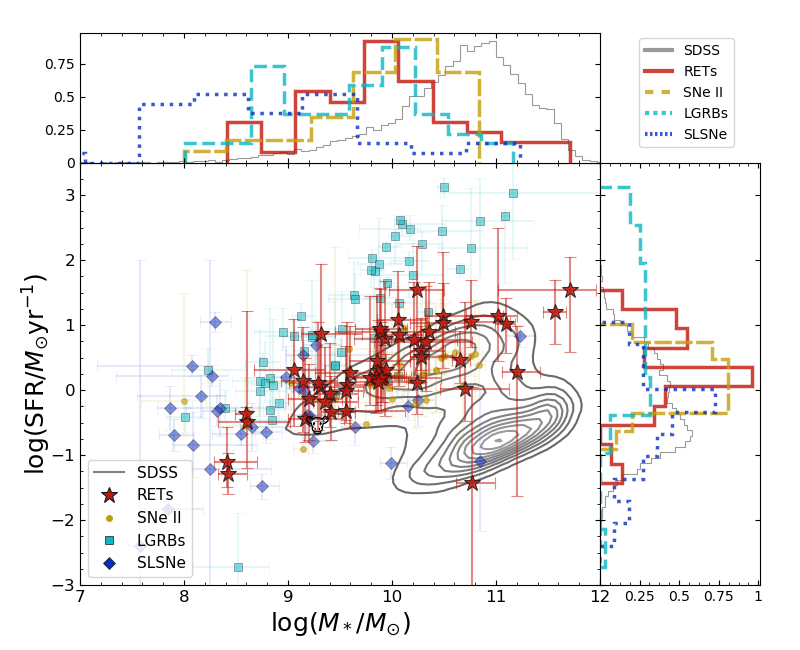 0.75
0.5
0.25
0
SDSS
RETs
SNe II
LGRBs
SLSNe
3
2
1
0
−1
−2
−3
log(SFR/M⊙yr⁻¹)
SDSS
RETs
SNe II
LGRBs
SLSNe
7 8 9 10 11 12
0.25 0.5 0.75 1
log(M*/M⊙)